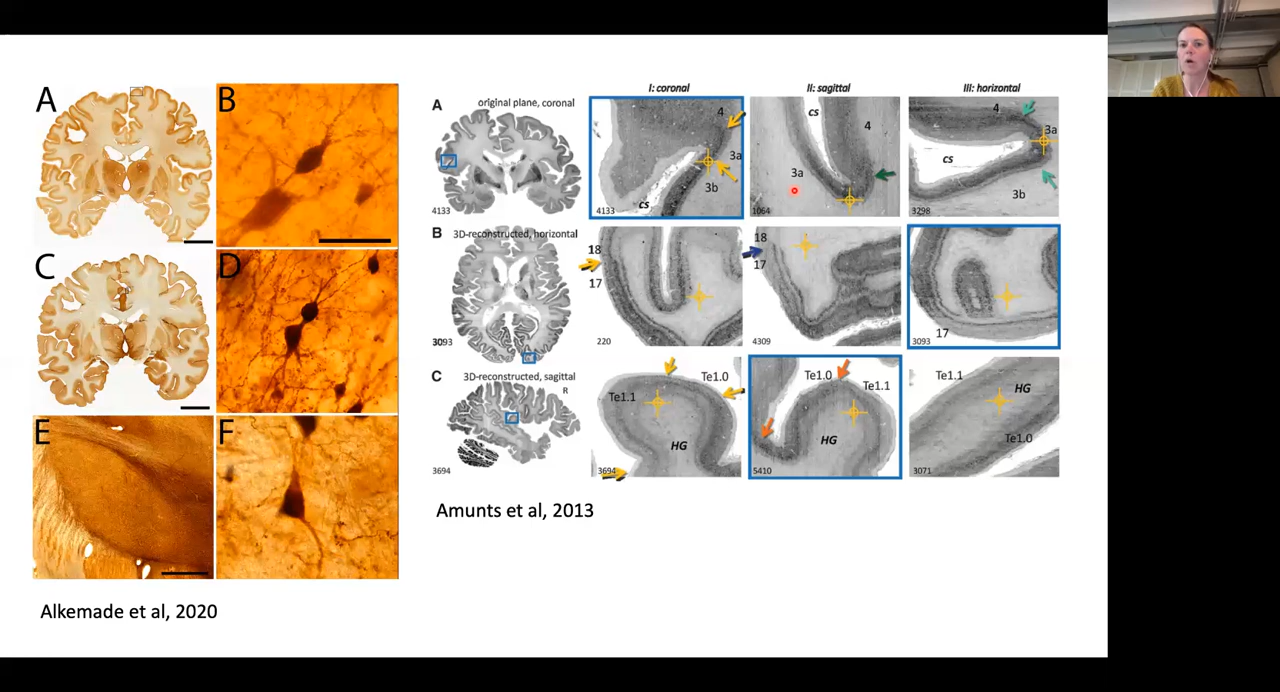 A
B
C
D
E
F
Alkemade et al, 2020
I: coronal
II: sagittal
III: horizontal
A
original plane, coronal
4133
4
3a
3b
cs
4133
cs
4
3a
1064
4
3a
cs
3b
3298
B
3D-reconstructed, horizontal
3093
18
17
220
18
17
4309
17
3093
C
3D-reconstructed, sagittal
R
3694
Te1.0
Te1.1
HG
3694
Te1.0
Te1.1
HG
5410
Te1.1
HG
Te1.0
3071
Amunts et al, 2013